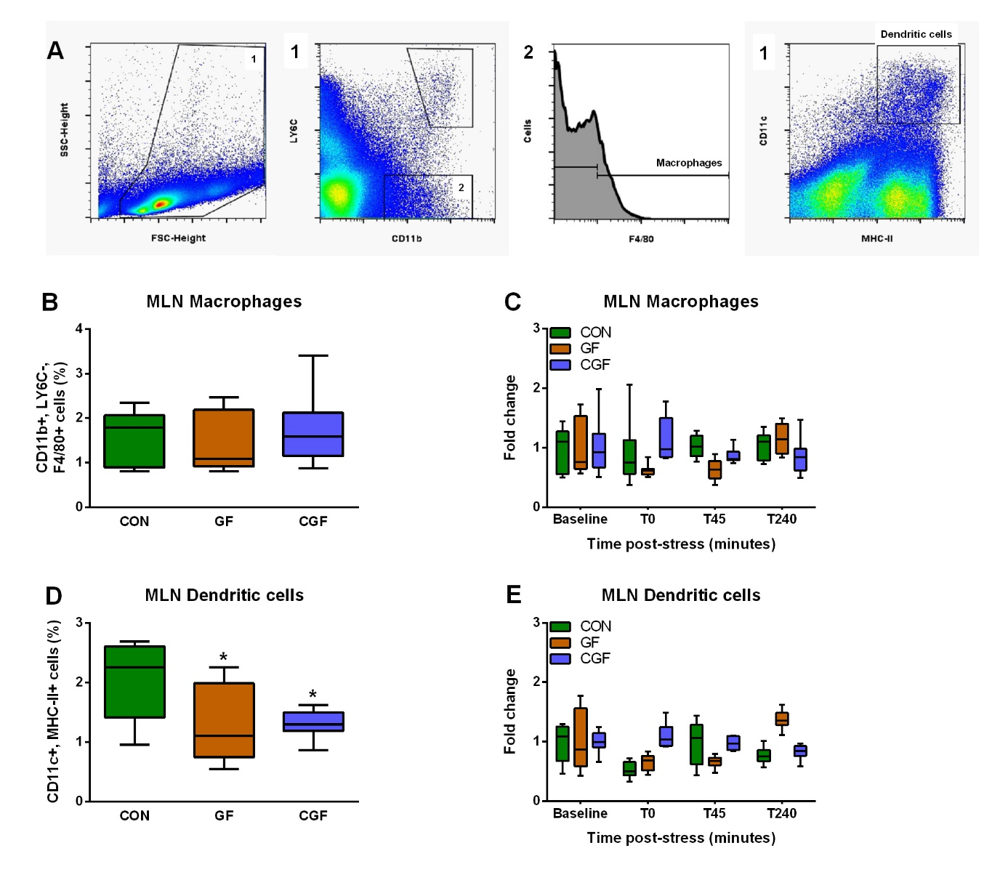 A
1
SSC-Height
FSC-Height
1
LY6C
2
CD11b
2
Cells
Macrophages
F4/80
1
Dendritic cells
CD11c
MHC-II
B
MLN Macrophages
CD11b+, LY6C-,
F4/80+ cells (%)
4
3
2
1
0
CON GF CGF
C
MLN Macrophages
CON
GF
CGF
Fold change
3
2
1
0
Baseline T0 T45 T240
Time post-stress (minutes)
D
MLN Dendritic cells
CD11c+, MHC-II+ cells (%)
3
2
1
0
*
*
CON GF CGF
E
MLN Dendritic cells
CON
GF
CGF
Fold change
3
2
1
0
Baseline T0 T45 T240
Time post-stress (minutes)